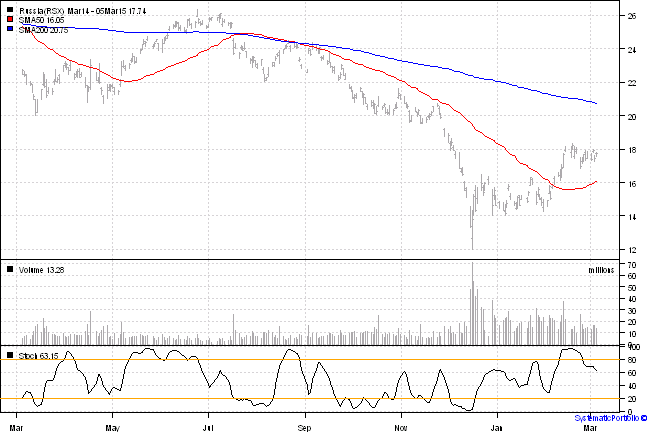 Russia(RSX) Mar14 - 05Mar15 17.74
SMA50 16.05
SMA200 20.75
26
24
22
20
18
16
14
12
Volume 13.28
millions
70
60
50
40
30
20
10
0
Stoch 63.15
100
80
60
40
20
0
Mar May Jul Sep Nov Jan Mar
SystematicPortfolio ©